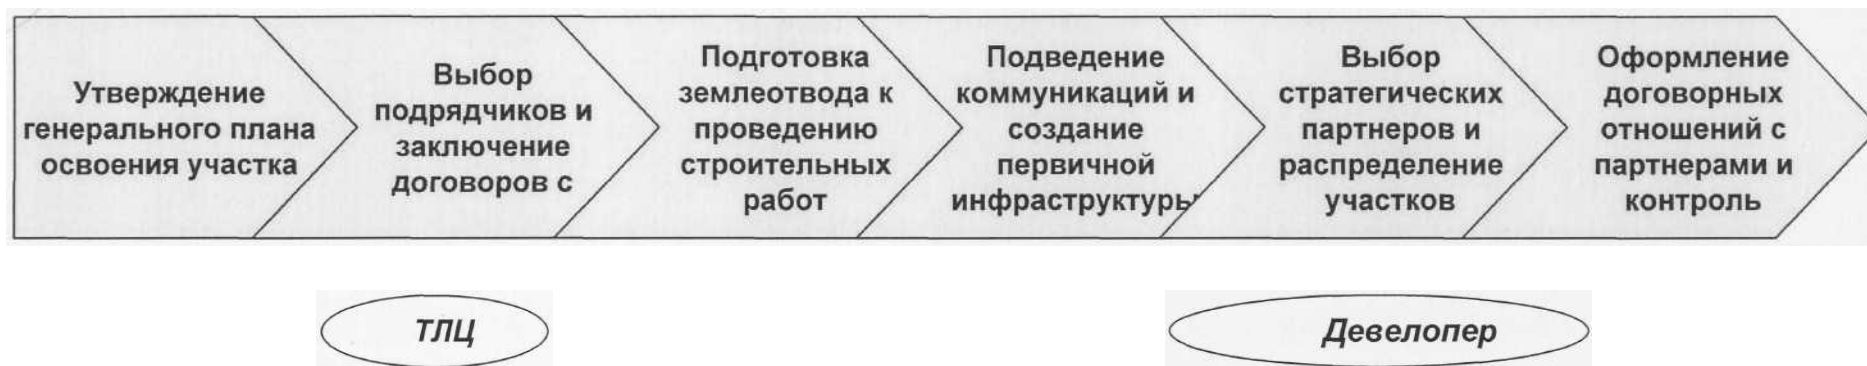 Утверждение
генерального плана
освоения участка
Выбор
подрядчиков и
заключение
договоров с
Подготовка
землеотвода к
проведению
строительных
работ
Подведение
коммуникаций и
создание
первичной
инфраструктуры
Выбор
стратегических
партнеров и
распределение
участков
Оформление
договорных
отношений с
партнерами и
контроль
ТЛЦ
Девелопер